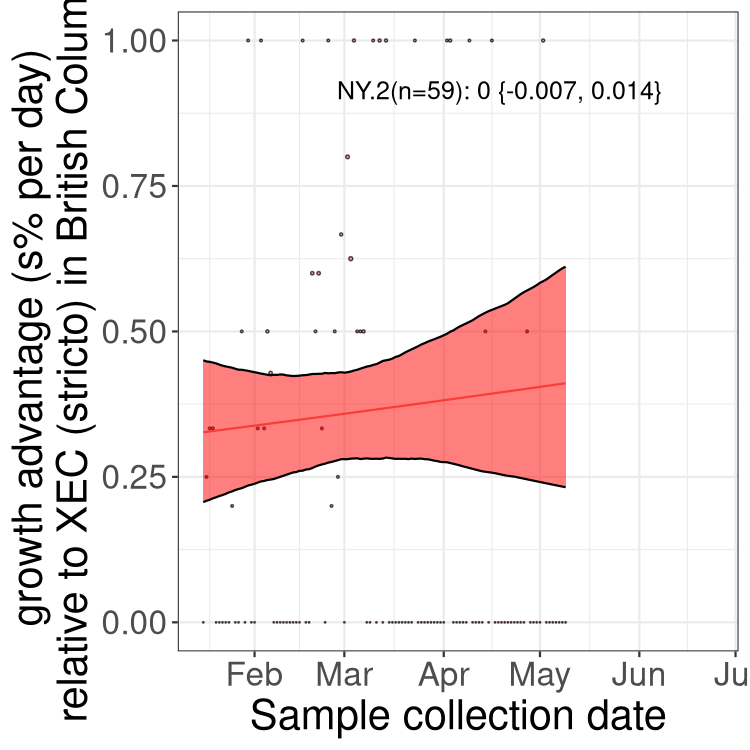 growth advantage (s% per day)
relative to XEC (stricto) in British Colum
1.00
0.75
0.50
0.25
0.00
NY.2(n=59): 0 {-0.007, 0.014}
Feb Mar Apr May Jun Ju
Sample collection date